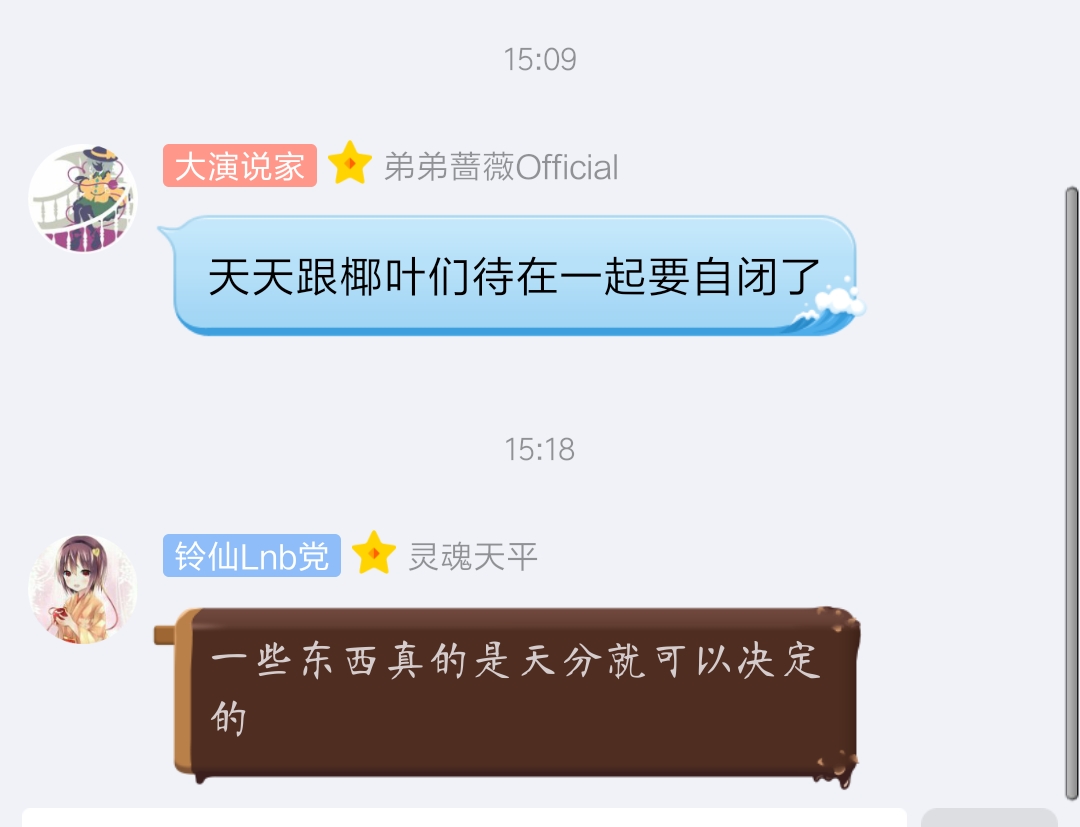 15:09
大演说家 弟弟蔷薇Official
天天跟椰叶们待在一起要自闭了
15:18
铃仙Lnb党 灵魂天平
一些东西真的是天分就可以决定
的